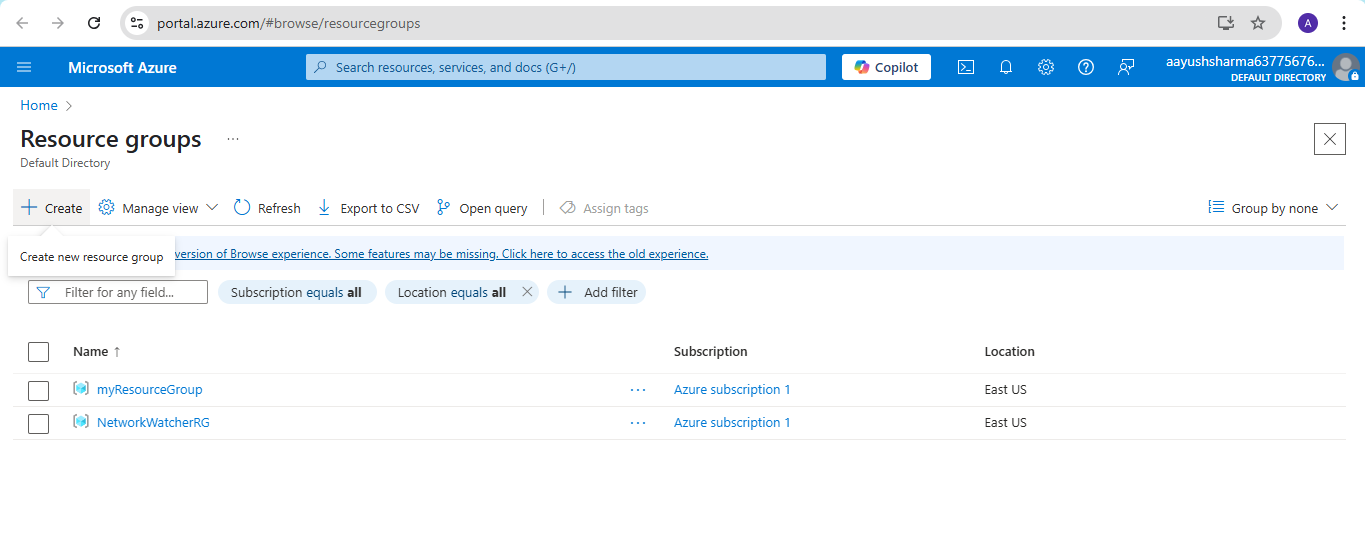 portal.azure.com/#browse/resourcegroups
A
Microsoft Azure
Search resources, services, and docs (G+/)
Copilot
aayushsharma63775676...
DEFAULT DIRECTORY
Home
Resource groups ...
Default Directory
Create
Manage view
Refresh
Export to CSV
Open query
Assign tags
Group by none
Create new resource group
version of Browse experience. Some features may be missing. Click here to access the old experience.
Filter for any field...
Subscription equals all
Location equals all
Add filter
Name ↑ Subscription Location
myResourceGroup ... Azure subscription 1 East US
NetworkWatcherRG ... Azure subscription 1 East US